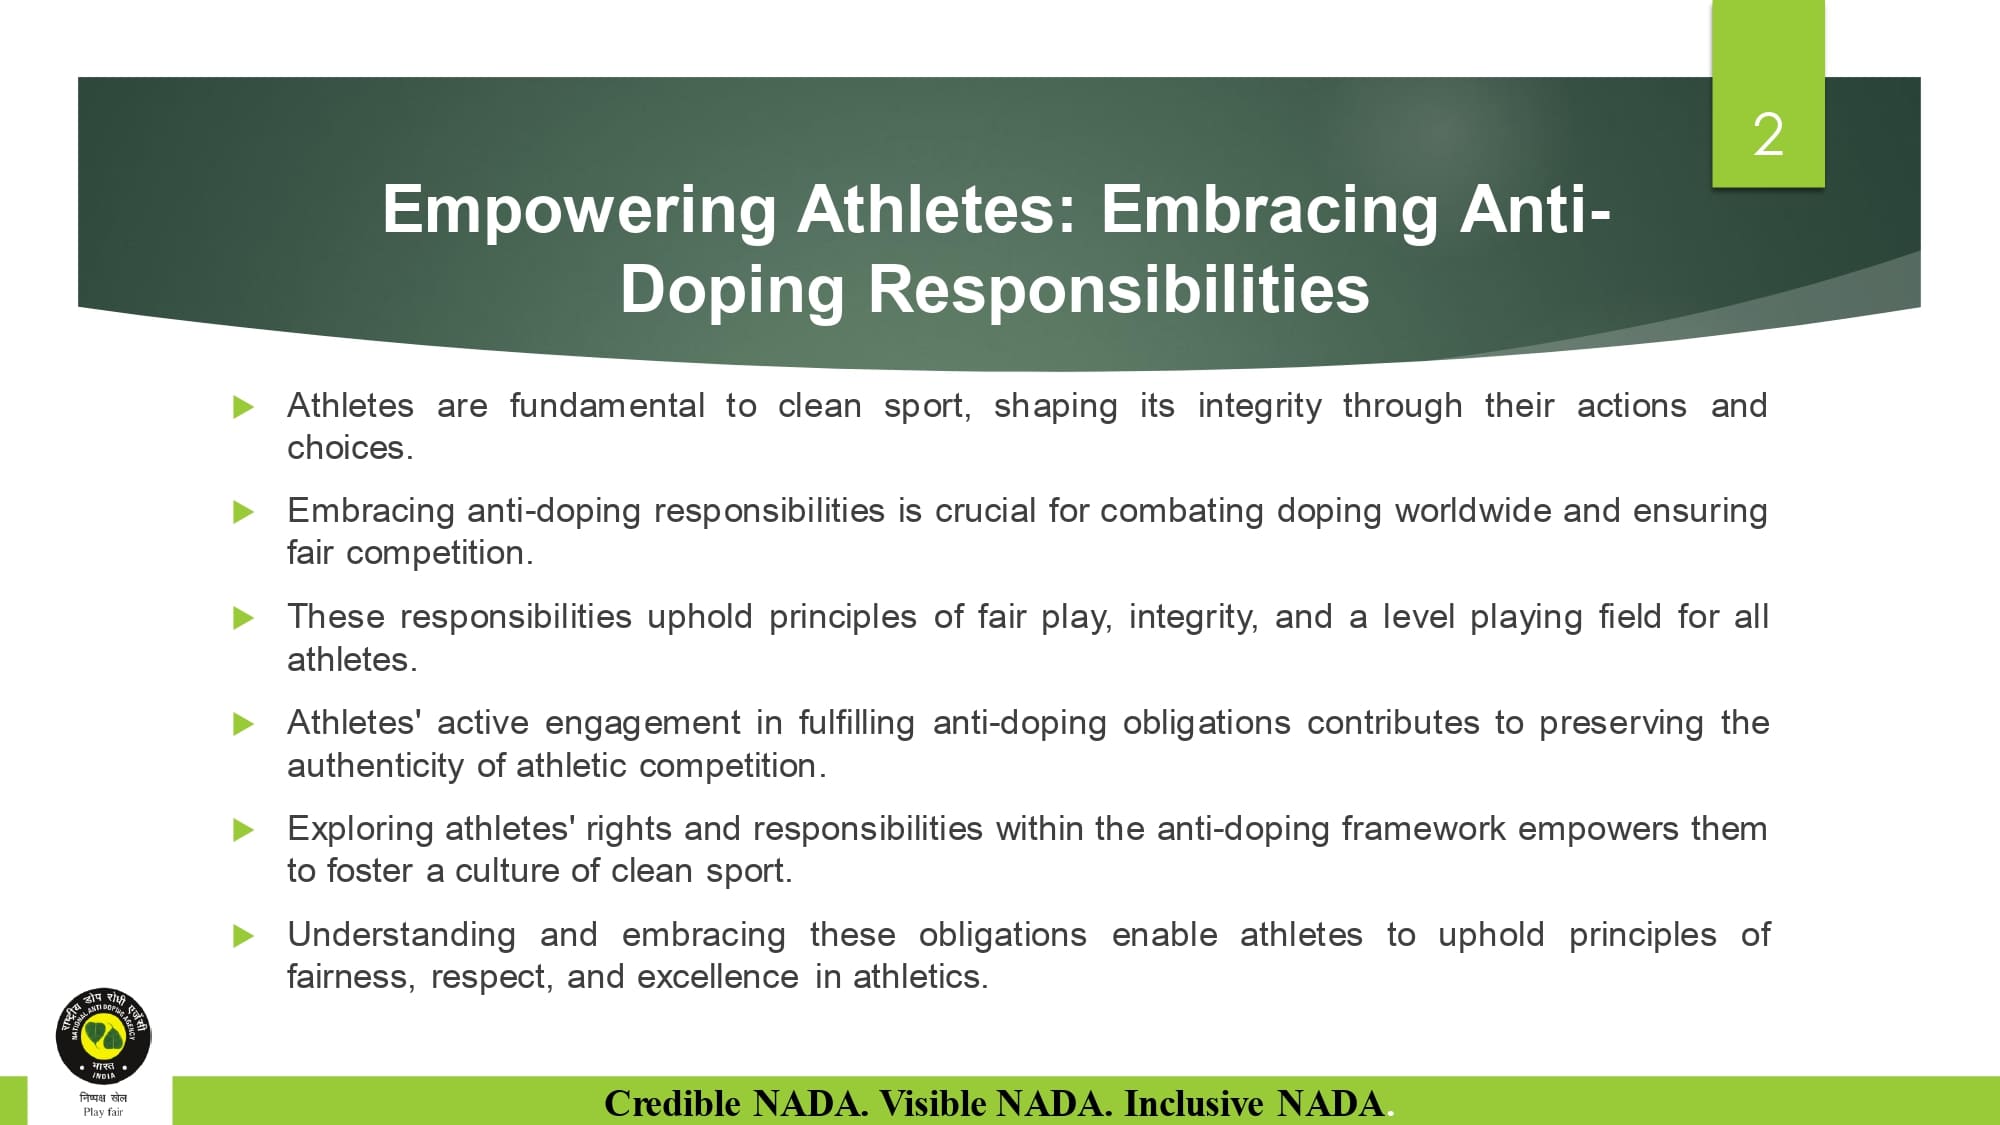 2
Empowering Athletes: Embracing Anti-
Doping Responsibilities
Athletes are fundamental to clean sport, shaping its integrity through their actions and
choices.
Embracing anti-doping responsibilities is crucial for combating doping worldwide and ensuring
fair competition.
These responsibilities uphold principles of fair play, integrity, and a level playing field for all
athletes.
Athletes' active engagement in fulfilling anti-doping obligations contributes to preserving the
authenticity of athletic competition.
Exploring athletes' rights and responsibilities within the anti-doping framework empowers them
to foster a culture of clean sport.
Understanding and embracing these obligations enable athletes to uphold principles of
fairness, respect, and excellence in athletics.
राष्ट्रीय डोप रोधी एजेंसी
NATIONAL ANTI DOPING AGENCY
भारत
INDIA
निष्पक्ष खेल
Play fair
Credible NADA. Visible NADA. Inclusive NADA.